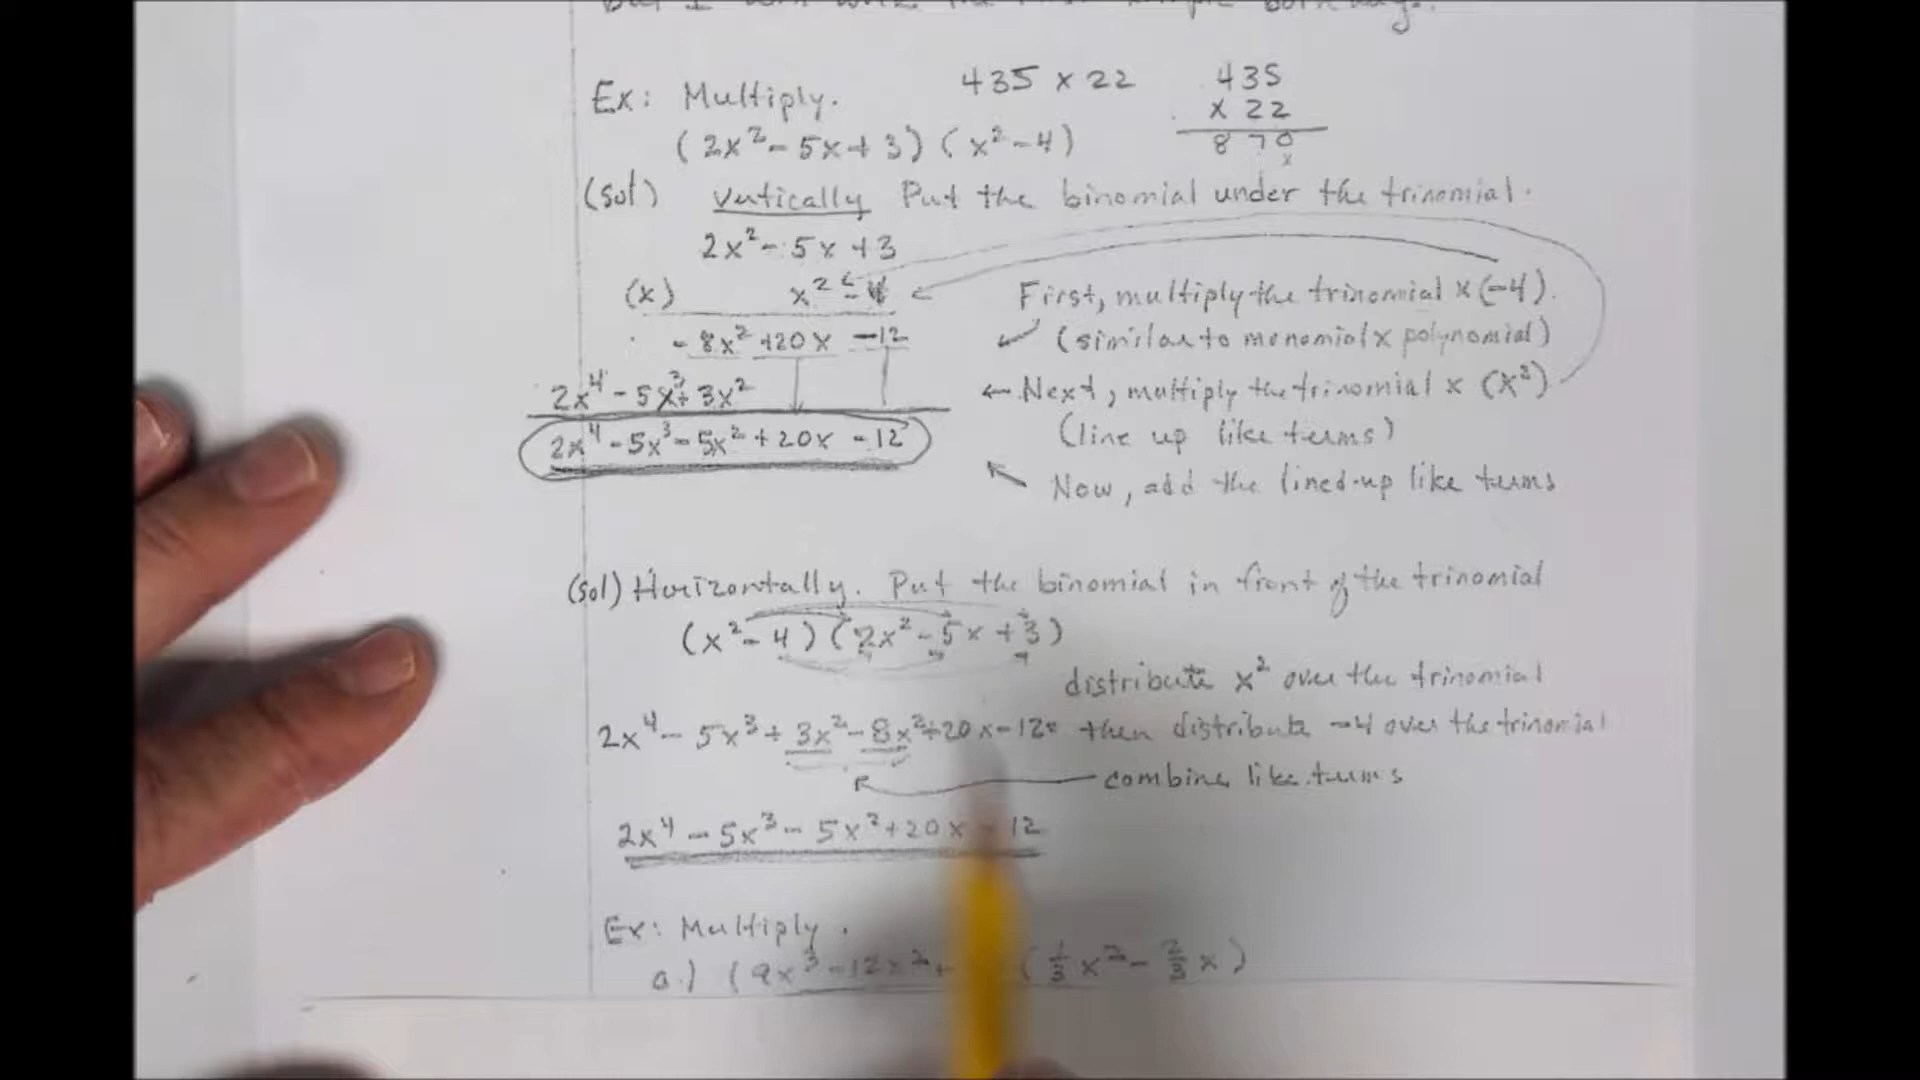 Ex: Multiply. 435 x 22
435
x 22
870
x
(2x² - 5x + 3) (x² - 4)
(sol) vertically Put the binomial under the trinomial.
2x² - 5x + 3
(x) x² - 4
First, multiply the trinomial x (-4).
- 8x² + 20x - 12
(similar to monomial x polynomial)
2x⁴ - 5x³ + 3x²
← Next, multiply the trinomial x (x²)
2x⁴ - 5x³ - 5x² + 20x - 12
(line up like terms)
Now, add the lined-up like terms
(sol) Horizontally. Put the binomial in front of the trinomial
(x² - 4) (2x² - 5x + 3)
distribute x² over the trinomial
2x⁴ - 5x³ + 3x² - 8x² + 20x - 12
then distribute -4 over the trinomial
combine like terms
2x⁴ - 5x³ - 5x² + 20x - 12
Ex: Multiply.
a.) (9x³ - 12x² + (1/3 x² - 2/3 x)